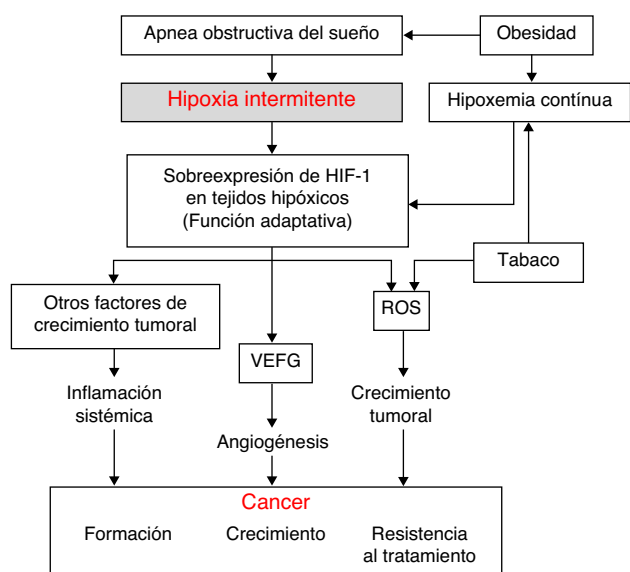 Apnea obstructiva del sueño
Obesidad
Hipoxia intermitente
Hipoxemia contínua
Sobreexpresión de HIF-1
en tejidos hipóxicos
(Función adaptativa)
Tabaco
Otros factores de
crecimiento tumoral
ROS
VEFG
Inflamación
sistémica
Crecimiento
tumoral
Angiogénesis
Cancer
Formación
Crecimiento
Resistencia
al tratamiento